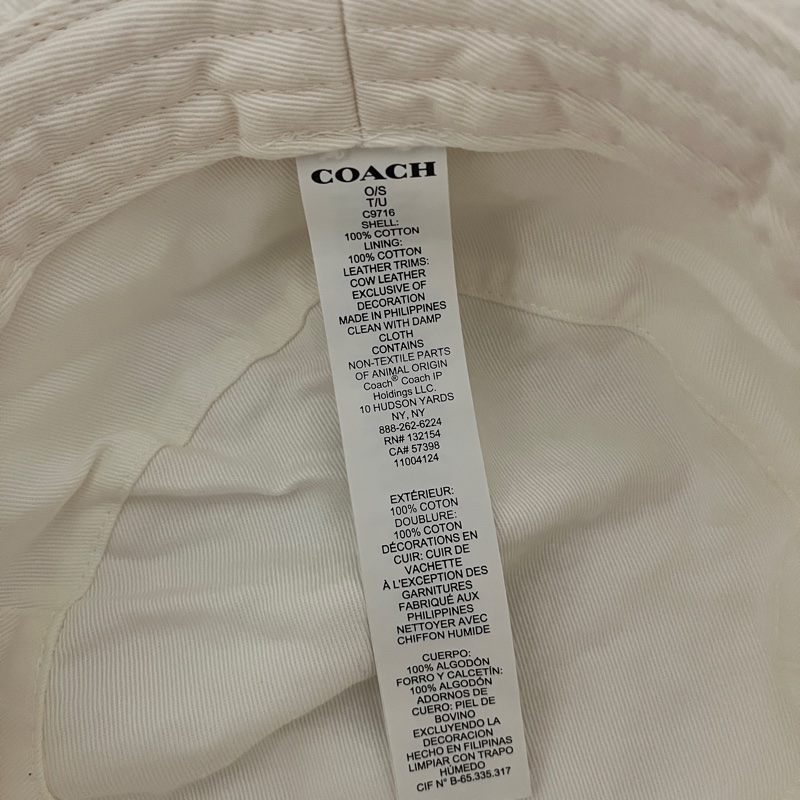 COACH
O/S
T/U
C9716
SHELL:
100% COTTON
LINING:
100% COTTON
LEATHER TRIMS:
COW LEATHER
EXCLUSIVE OF
DECORATION
MADE IN PHILIPPINES
CLEAN WITH DAMP
CLOTH
CONTAINS
NON-TEXTILE PARTS
OF ANIMAL ORIGIN
Coach® Coach IP
Holdings LLC.
10 HUDSON YARDS
NY, NY
888-262-6224
RN# 132154
CA# 57398
11004124
EXTÉRIEUR:
100% COTON
DOUBLURE:
100% COTON
DÉCORATIONS EN
CUIR: CUIR DE
VACHETTE
À L'EXCEPTION DES
GARNITURES
FABRIQUÉ AUX
PHILIPPINES
NETTOYER AVEC
CHIFFON HUMIDE
CUERPO:
100% ALGODÓN
FORRO Y CALCETÍN:
100% ALGODÓN
ADORNOS DE
CUERO: PIEL DE
BOVINO
EXCLUYENDO LA
DECORACION
HECHO EN FILIPINAS
LIMPIAR CON TRAPO
HÚMEDO
CIF N° B-65.335.317